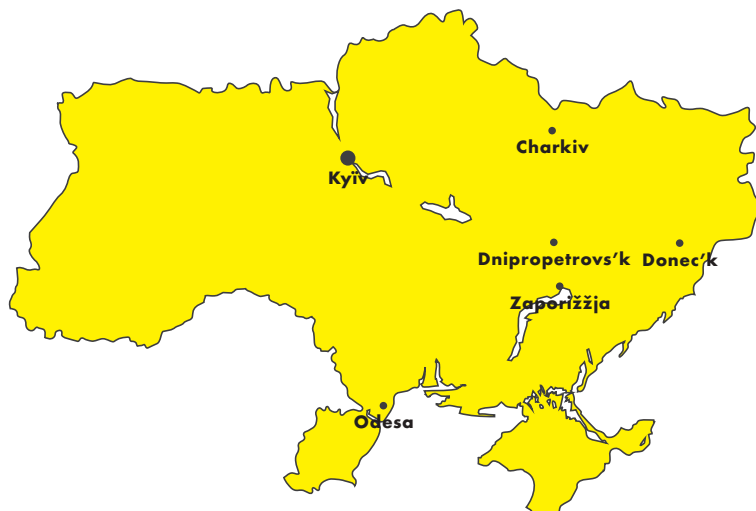 Charkiv
Kyïv
Dnipropetrovs’k
Donec’k
Zaporižžja
Odesa